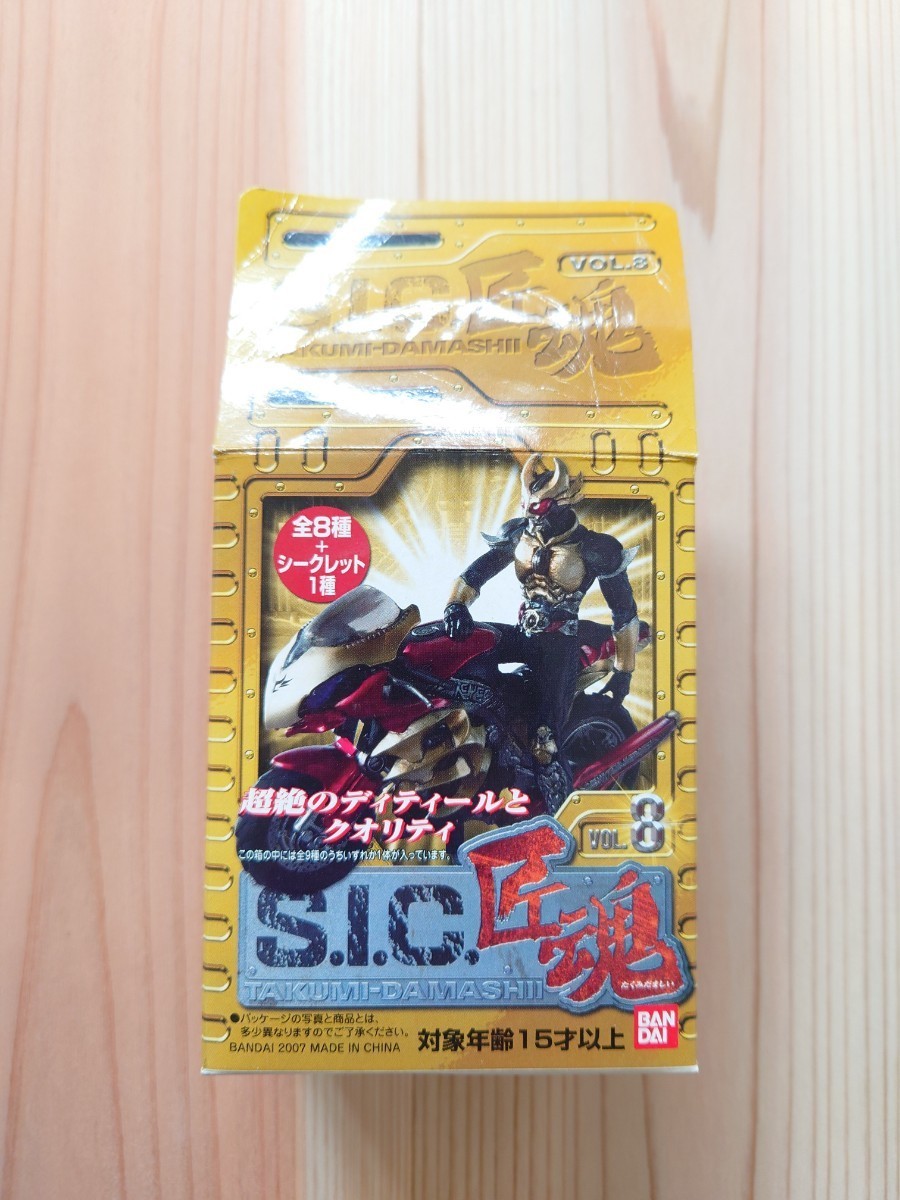 VOL.8
S.I.C.匠魂
TAKUMI-DAMASHII
全8種
+
シークレット
1種
超絶のディティールと
クオリティ
この箱の中には全9種のうちいずれか1体が入っています。
VOL.8
S.I.C.匠魂
たくみだましい
TAKUMI-DAMASHII
●パッケージの写真と商品とは、
多少異なりますのでご了承ください。
BANDAI 2007 MADE IN CHINA
対象年齢15才以上
BAN
DAI